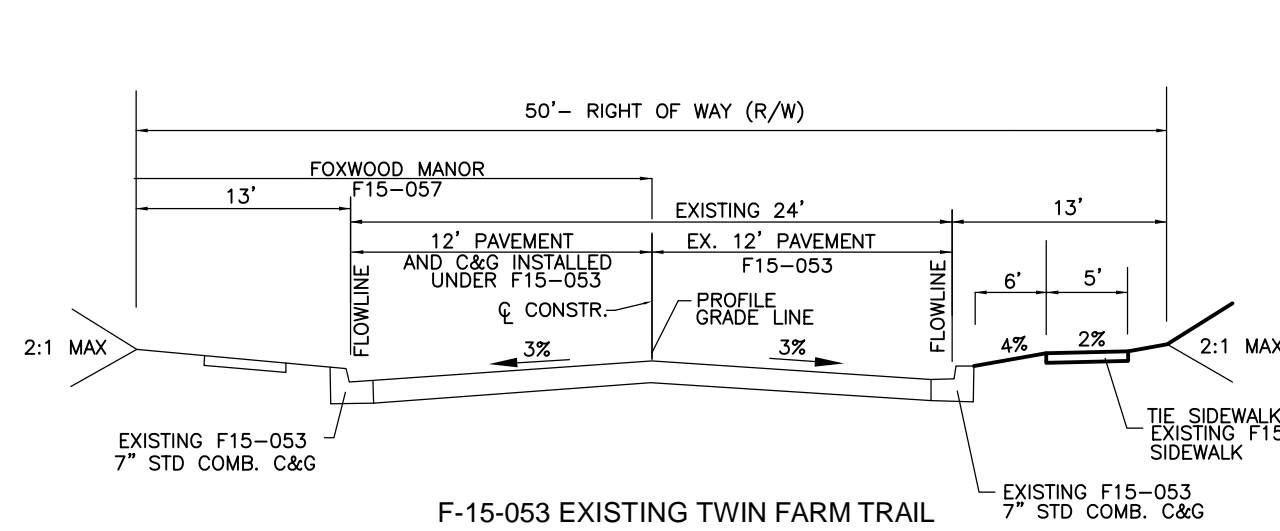 50'- RIGHT OF WAY (R/W)
FOXWOOD MANOR
F15-057
13'
EXISTING 24'
13'
12' PAVEMENT
AND C&G INSTALLED
UNDER F15-053
EX. 12' PAVEMENT
F15-053
FLOWLINE
FLOWLINE
℄ CONSTR.
PROFILE
GRADE LINE
6'
5'
2:1 MAX
3%
3%
4%
2%
2:1 MAX
EXISTING F15-053
7" STD COMB. C&G
TIE SIDEWALK
EXISTING F15
SIDEWALK
EXISTING F15-053
7" STD COMB. C&G
F-15-053 EXISTING TWIN FARM TRAIL